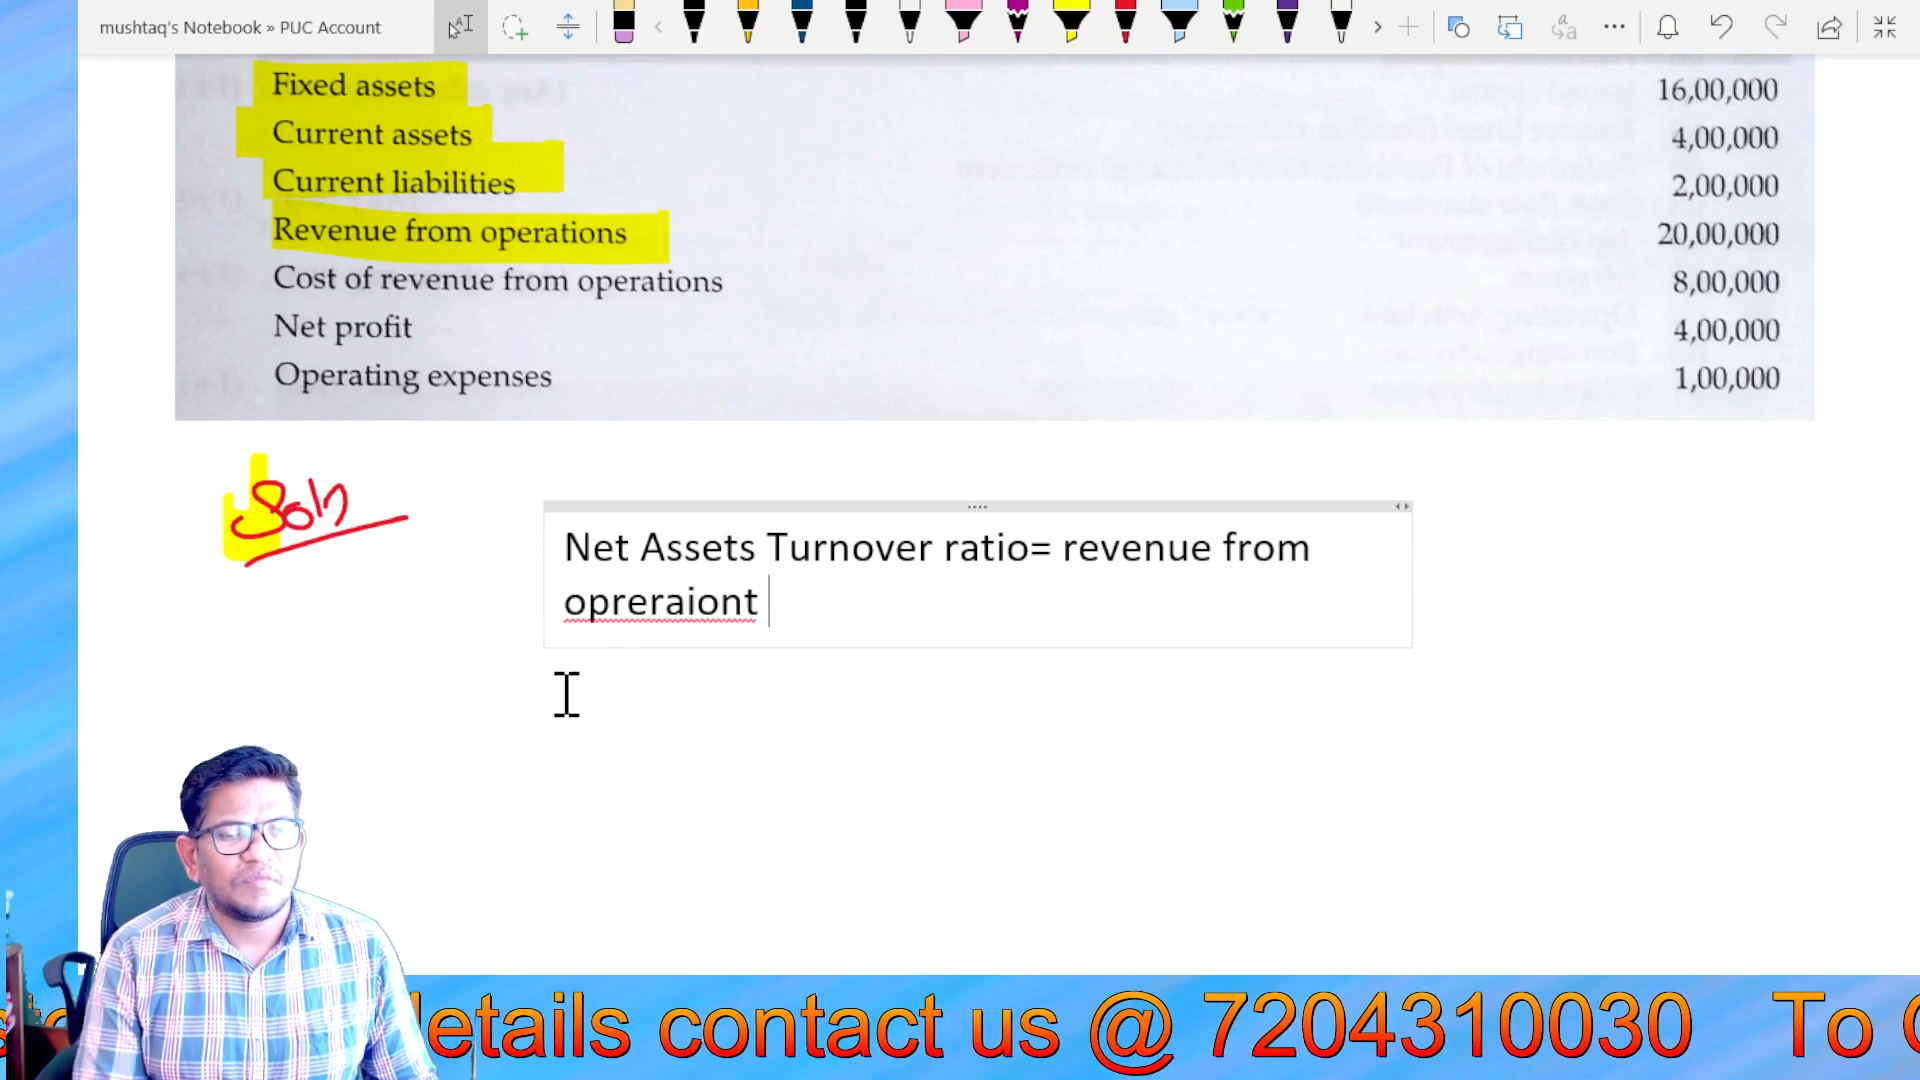 mushtaq's Notebook » PUC Account
Fixed assets 16,00,000
Current assets 4,00,000
Current liabilities 2,00,000
Revenue from operations 20,00,000
Cost of revenue from operations 8,00,000
Net profit 4,00,000
Operating expenses 1,00,000
Soln
Net Assets Turnover ratio= revenue from
opreraiont
details contact us @ 7204310030 To